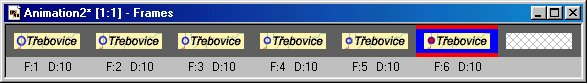 Animation2* [1:1] - Frames
Třebovice Třebovice Třebovice Třebovice Třebovice Třebovice
F:1 D:10 F:2 D:10 F:3 D:10 F:4 D:10 F:5 D:10 F:6 D:10